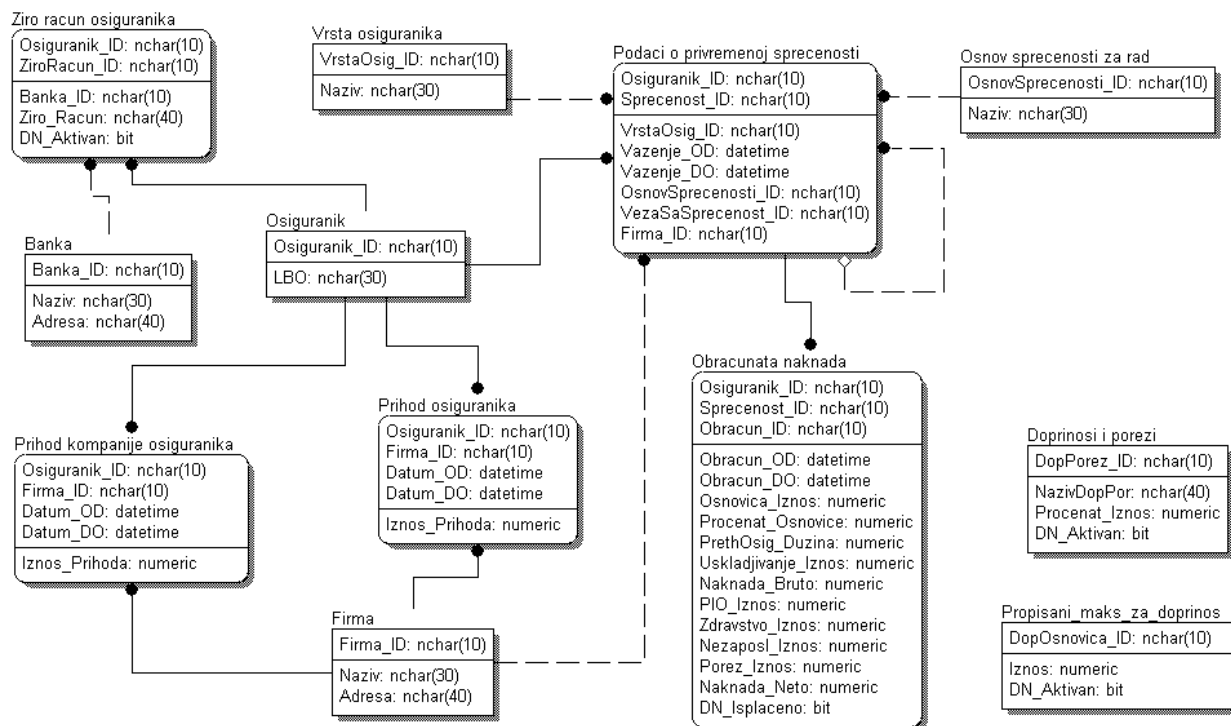 Ziro racun osiguranika
Osiguranik_ID: nchar(10)
ZiroRacun_ID: nchar(10)
Banka_ID: nchar(10)
Ziro_Racun: nchar(40)
DN_Aktivan: bit
Vrsta osiguranika
VrstaOsig_ID: nchar(10)
Naziv: nchar(30)
Podaci o privremenoj sprecenosti
Osiguranik_ID: nchar(10)
Sprecenost_ID: nchar(10)
VrstaOsig_ID: nchar(10)
Vazenje_OD: datetime
Vazenje_DO: datetime
OsnovSprecenosti_ID: nchar(10)
VezaSaSprecenost_ID: nchar(10)
Firma_ID: nchar(10)
Osnov sprecenosti za rad
OsnovSprecenosti_ID: nchar(10)
Naziv: nchar(30)
Banka
Banka_ID: nchar(10)
Naziv: nchar(30)
Adresa: nchar(40)
Osiguranik
Osiguranik_ID: nchar(10)
LBO: nchar(30)
Prihod kompanije osiguranika
Osiguranik_ID: nchar(10)
Firma_ID: nchar(10)
Datum_OD: datetime
Datum_DO: datetime
Iznos_Prihoda: numeric
Prihod osiguranika
Osiguranik_ID: nchar(10)
Firma_ID: nchar(10)
Datum_OD: datetime
Datum_DO: datetime
Iznos_Prihoda: numeric
Firma
Firma_ID: nchar(10)
Naziv: nchar(30)
Adresa: nchar(40)
Obracunata naknada
Osiguranik_ID: nchar(10)
Sprecenost_ID: nchar(10)
Obracun_ID: nchar(10)
Obracun_OD: datetime
Obracun_DO: datetime
Osnovica_Iznos: numeric
Procenat_Osnovice: numeric
PrethOsig_Duzina: numeric
Uskladjivanje_Iznos: numeric
Naknada_Bruto: numeric
PIO_Iznos: numeric
Zdravstvo_Iznos: numeric
Nezaposl_Iznos: numeric
Porez_Iznos: numeric
Naknada_Neto: numeric
DN_Isplaceno: bit
Doprinosi i porezi
DopPorez_ID: nchar(10)
NazivDopPor: nchar(40)
Procenat_Iznos: numeric
DN_Aktivan: bit
Propisani_maks_za_doprinos
DopOsnovica_ID: nchar(10)
Iznos: numeric
DN_Aktivan: bit